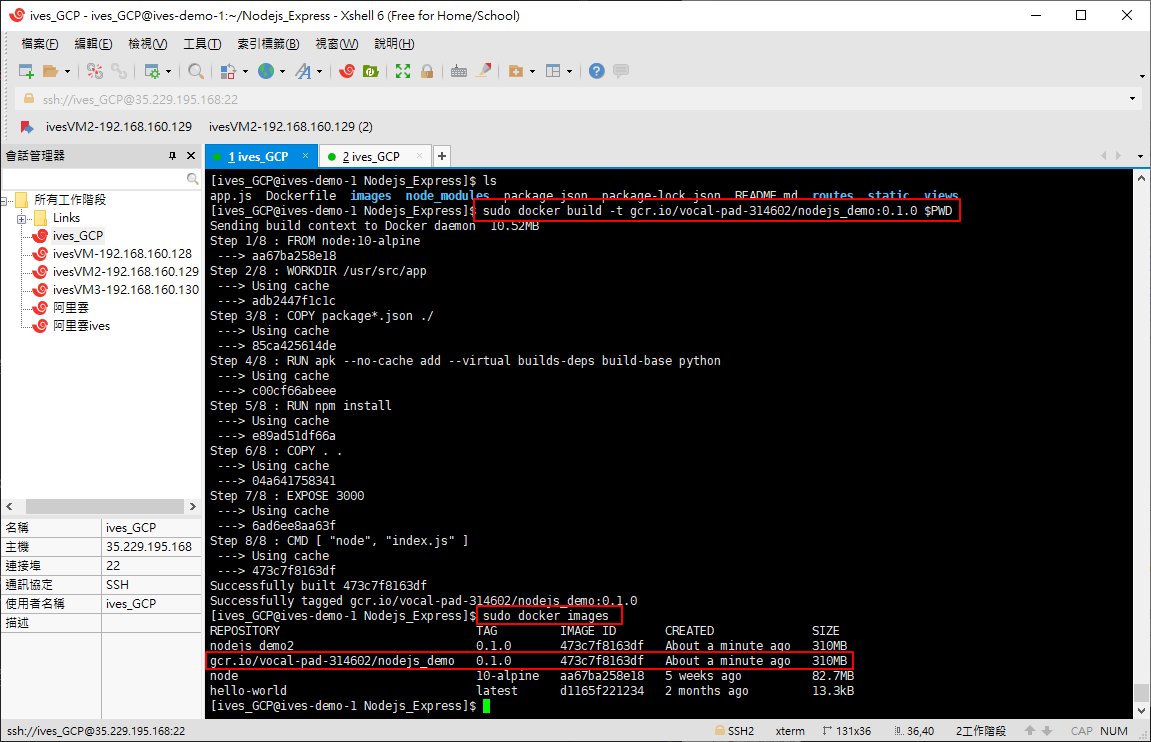 ives_GCP - ives_GCP@ives-demo-1:~/Nodejs_Express - Xshell 6 (Free for Home/School)
檔案(F) 編輯(E) 檢視(V) 工具(T) 索引標籤(B) 視窗(W) 說明(H)
ssh://ives_GCP@35.229.195.168:22
ivesVM2-192.168.160.129 ivesVM2-192.168.160.129 (2)
會話管理器
所有工作階段
Links
ives_GCP
ivesVM-192.168.160.128
ivesVM2-192.168.160.129
ivesVM3-192.168.160.130
阿里雲
阿里雲ives
名稱 ives_GCP
主機 35.229.195.168
連接埠 22
通訊協定 SSH
使用者名稱 ives_GCP
描述
1 ives_GCP × 2 ives_GCP × +
[ives_GCP@ives-demo-1 Nodejs_Express]$ ls
app.js Dockerfile images node_modules package.json package-lock.json README.md routes static views
[ives_GCP@ives-demo-1 Nodejs_Express]$ sudo docker build -t gcr.io/vocal-pad-314602/nodejs_demo:0.1.0 $PWD
Sending build context to Docker daemon 10.52MB
Step 1/8 : FROM node:10-alpine
---> aa67ba258e18
Step 2/8 : WORKDIR /usr/src/app
---> Using cache
---> adb2447f1c1c
Step 3/8 : COPY package*.json ./
---> Using cache
---> 85ca425614de
Step 4/8 : RUN apk --no-cache add --virtual builds-deps build-base python
---> Using cache
---> c00cf66abeee
Step 5/8 : RUN npm install
---> Using cache
---> e89ad51df66a
Step 6/8 : COPY . .
---> Using cache
---> 04a641758341
Step 7/8 : EXPOSE 3000
---> Using cache
---> 6ad6ee8aa63f
Step 8/8 : CMD [ "node", "index.js" ]
---> Using cache
---> 473c7f8163df
Successfully built 473c7f8163df
Successfully tagged gcr.io/vocal-pad-314602/nodejs_demo:0.1.0
[ives_GCP@ives-demo-1 Nodejs_Express]$ sudo docker images
REPOSITORY TAG IMAGE ID CREATED SIZE
nodejs_demo2 0.1.0 473c7f8163df About a minute ago 310MB
gcr.io/vocal-pad-314602/nodejs_demo 0.1.0 473c7f8163df About a minute ago 310MB
node 10-alpine aa67ba258e18 5 weeks ago 82.7MB
hello-world latest d1165f221234 2 months ago 13.3kB
[ives_GCP@ives-demo-1 Nodejs_Express]$
ssh://ives_GCP@35.229.195.168:22 SSH2 xterm 131x36 36,40 2工作階段 CAP NUM